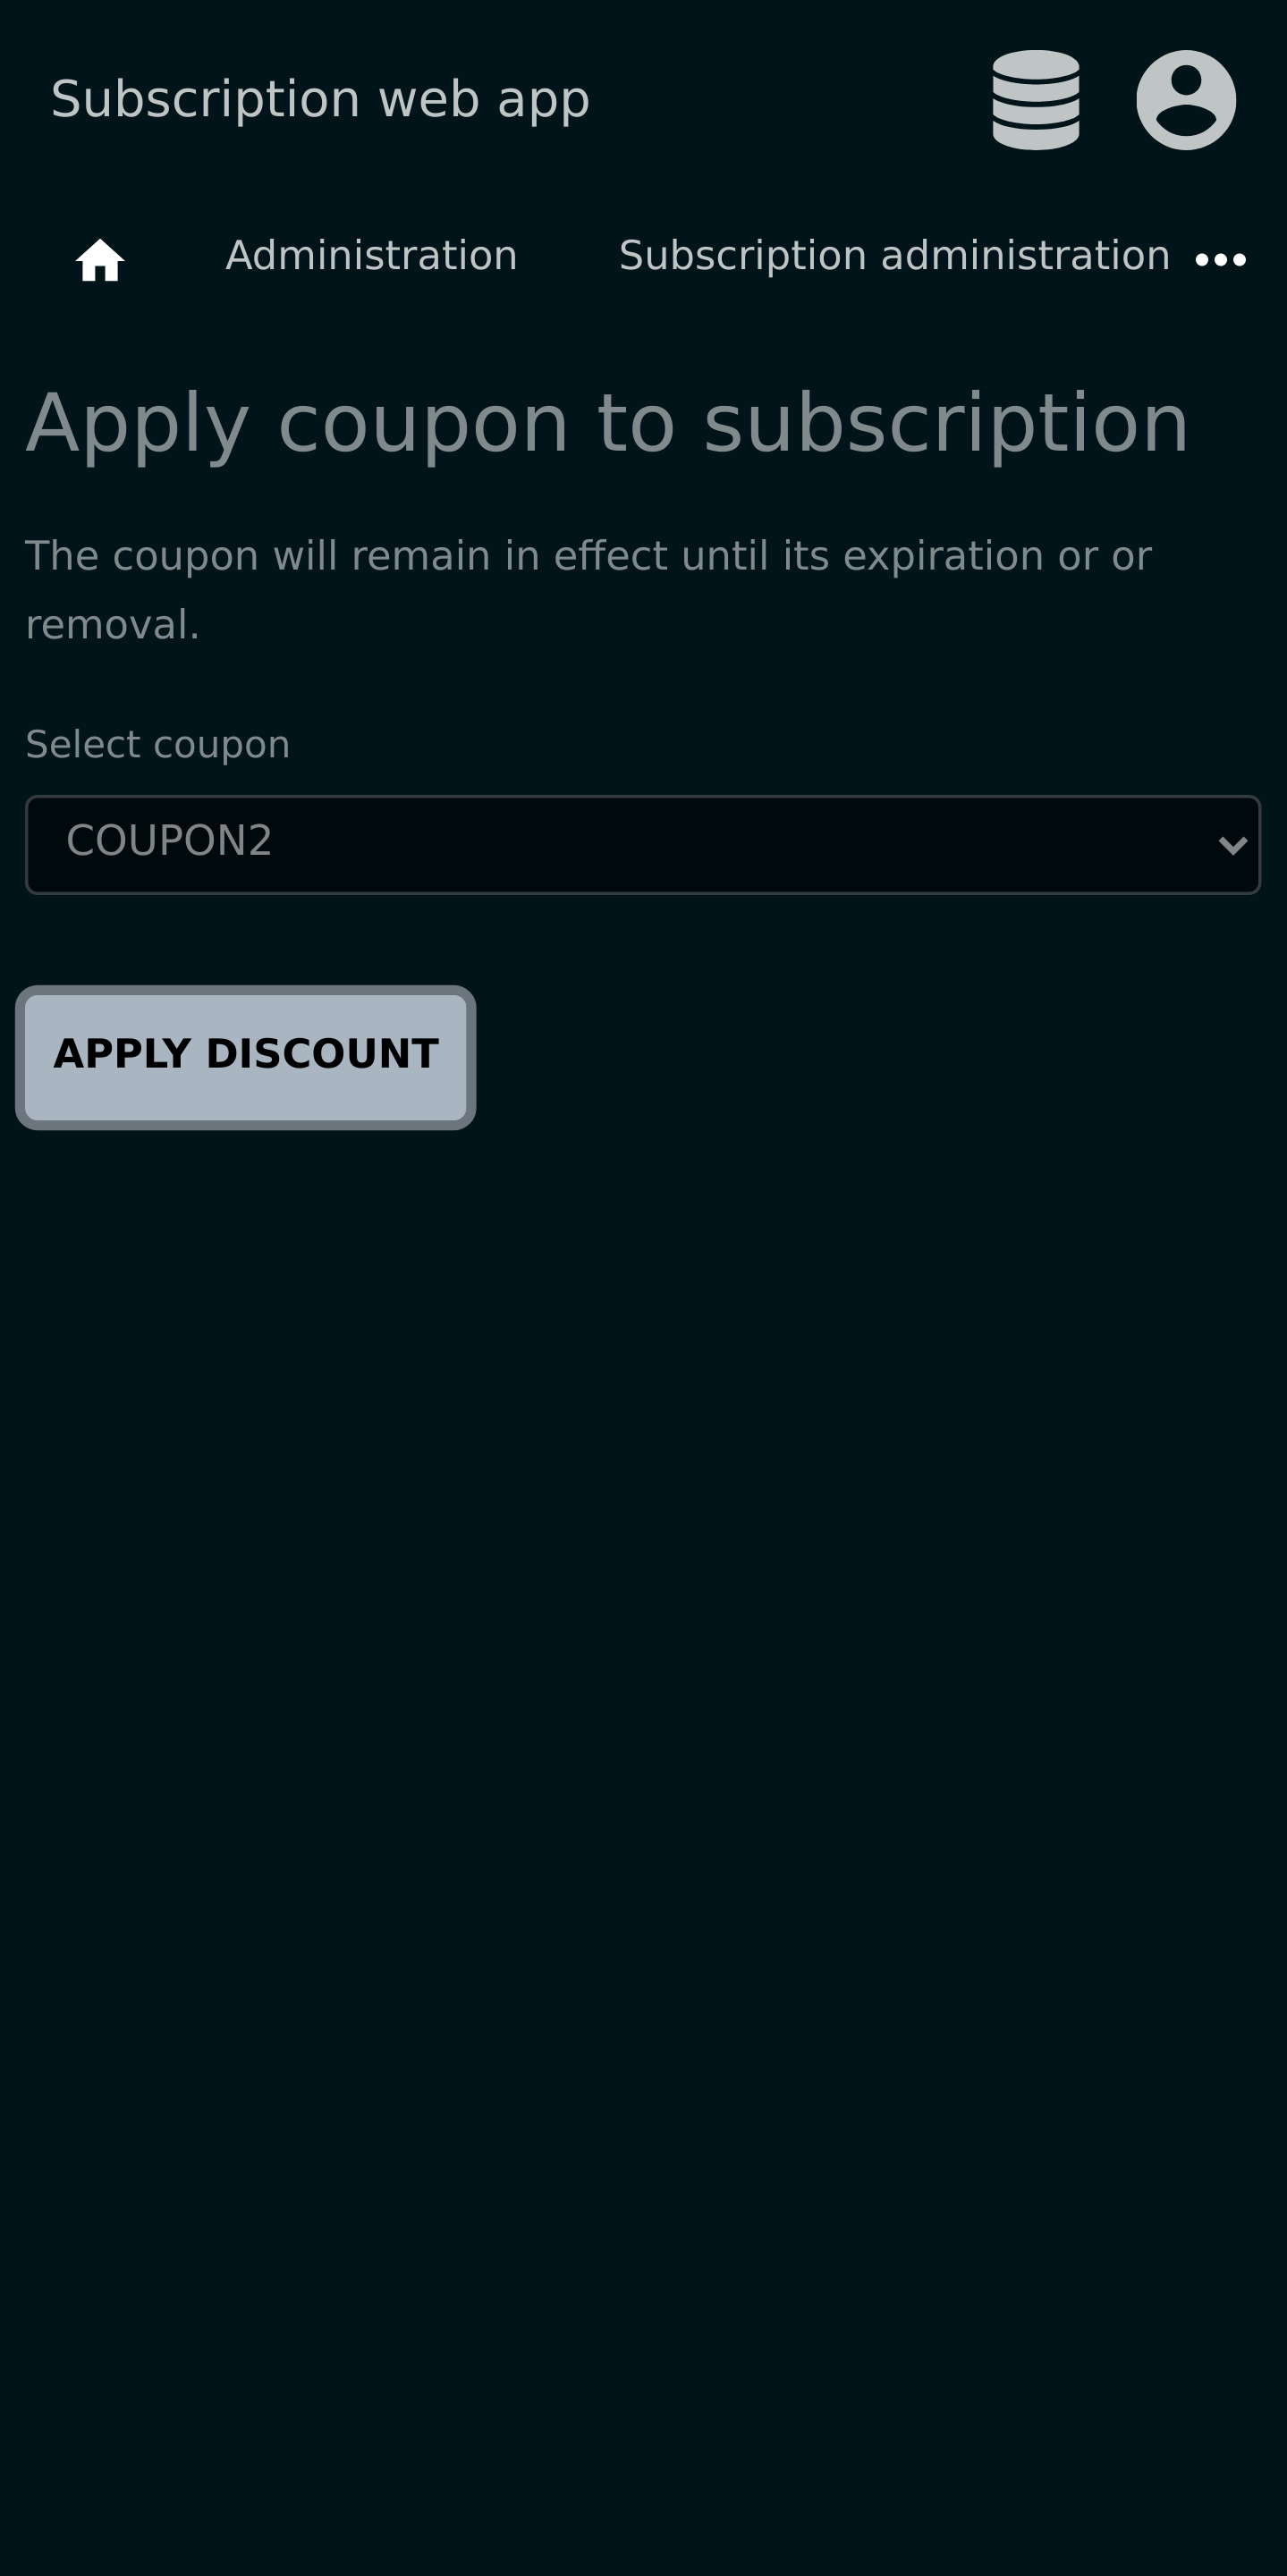 Subscription web app
Administration
Subscription administration
Apply coupon to subscription
The coupon will remain in effect until its expiration or or
removal.
Select coupon
COUPON2
APPLY DISCOUNT